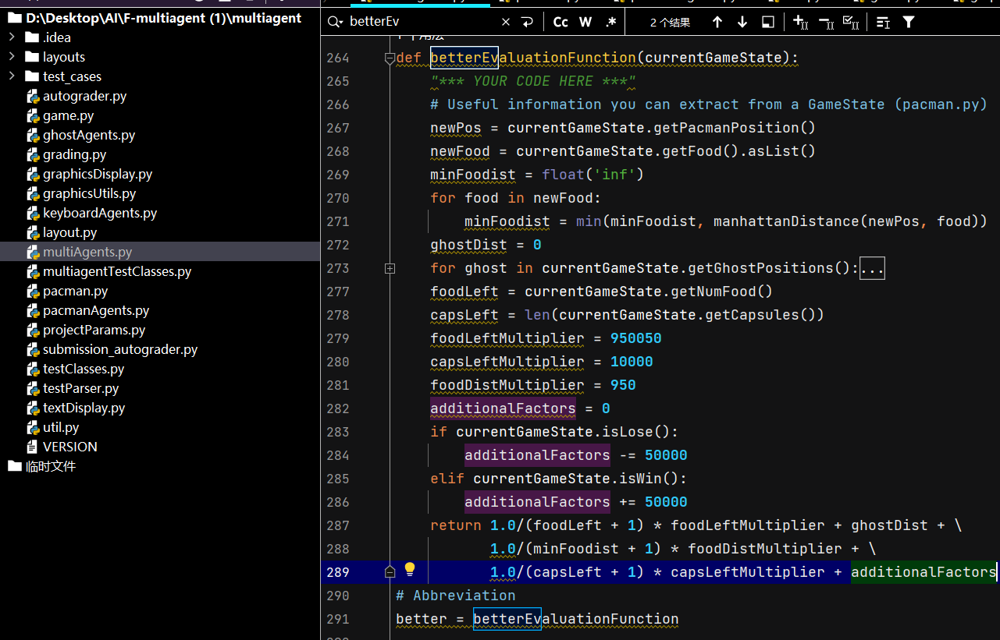 D:\Desktop\AI\F-multiagent (1)\multiagent
.idea
layouts
test_cases
autograder.py
game.py
ghostAgents.py
grading.py
graphicsDisplay.py
graphicsUtils.py
keyboardAgents.py
layout.py
multiAgents.py
multiagentTestClasses.py
pacman.py
pacmanAgents.py
projectParams.py
submission_autograder.py
testClasses.py
testParser.py
textDisplay.py
util.py
VERSION
临时文件
betterEv
Cc W .* 2 个结果
264 def betterEvaluationFunction(currentGameState):
265 "*** YOUR CODE HERE ***"
266 # Useful information you can extract from a GameState (pacman.py)
267 newPos = currentGameState.getPacmanPosition()
268 newFood = currentGameState.getFood().asList()
269 minFoodist = float('inf')
270 for food in newFood:
271 minFoodist = min(minFoodist, manhattanDistance(newPos, food))
272 ghostDist = 0
273 for ghost in currentGameState.getGhostPositions():...
277 foodLeft = currentGameState.getNumFood()
278 capsLeft = len(currentGameState.getCapsules())
279 foodLeftMultiplier = 950050
280 capsLeftMultiplier = 10000
281 foodDistMultiplier = 950
282 additionalFactors = 0
283 if currentGameState.isLose():
284 additionalFactors -= 50000
285 elif currentGameState.isWin():
286 additionalFactors += 50000
287 return 1.0/(foodLeft + 1) * foodLeftMultiplier + ghostDist + \
288 1.0/(minFoodist + 1) * foodDistMultiplier + \
289 1.0/(capsLeft + 1) * capsLeftMultiplier + additionalFactors
290 # Abbreviation
291 better = betterEvaluationFunction